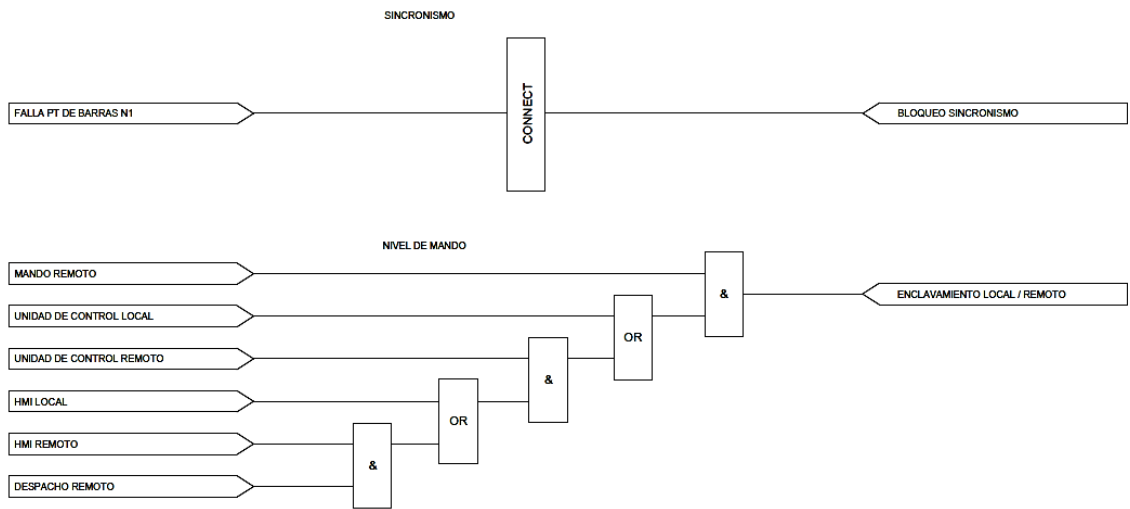 SINCRONISMO
FALLA PT DE BARRAS N1
CONNECT
BLOQUEO SINCRONISMO
NIVEL DE MANDO
MANDO REMOTO
&
ENCLAVAMIENTO LOCAL / REMOTO
UNIDAD DE CONTROL LOCAL
OR
UNIDAD DE CONTROL REMOTO
&
HMI LOCAL
OR
HMI REMOTO
&
DESPACHO REMOTO